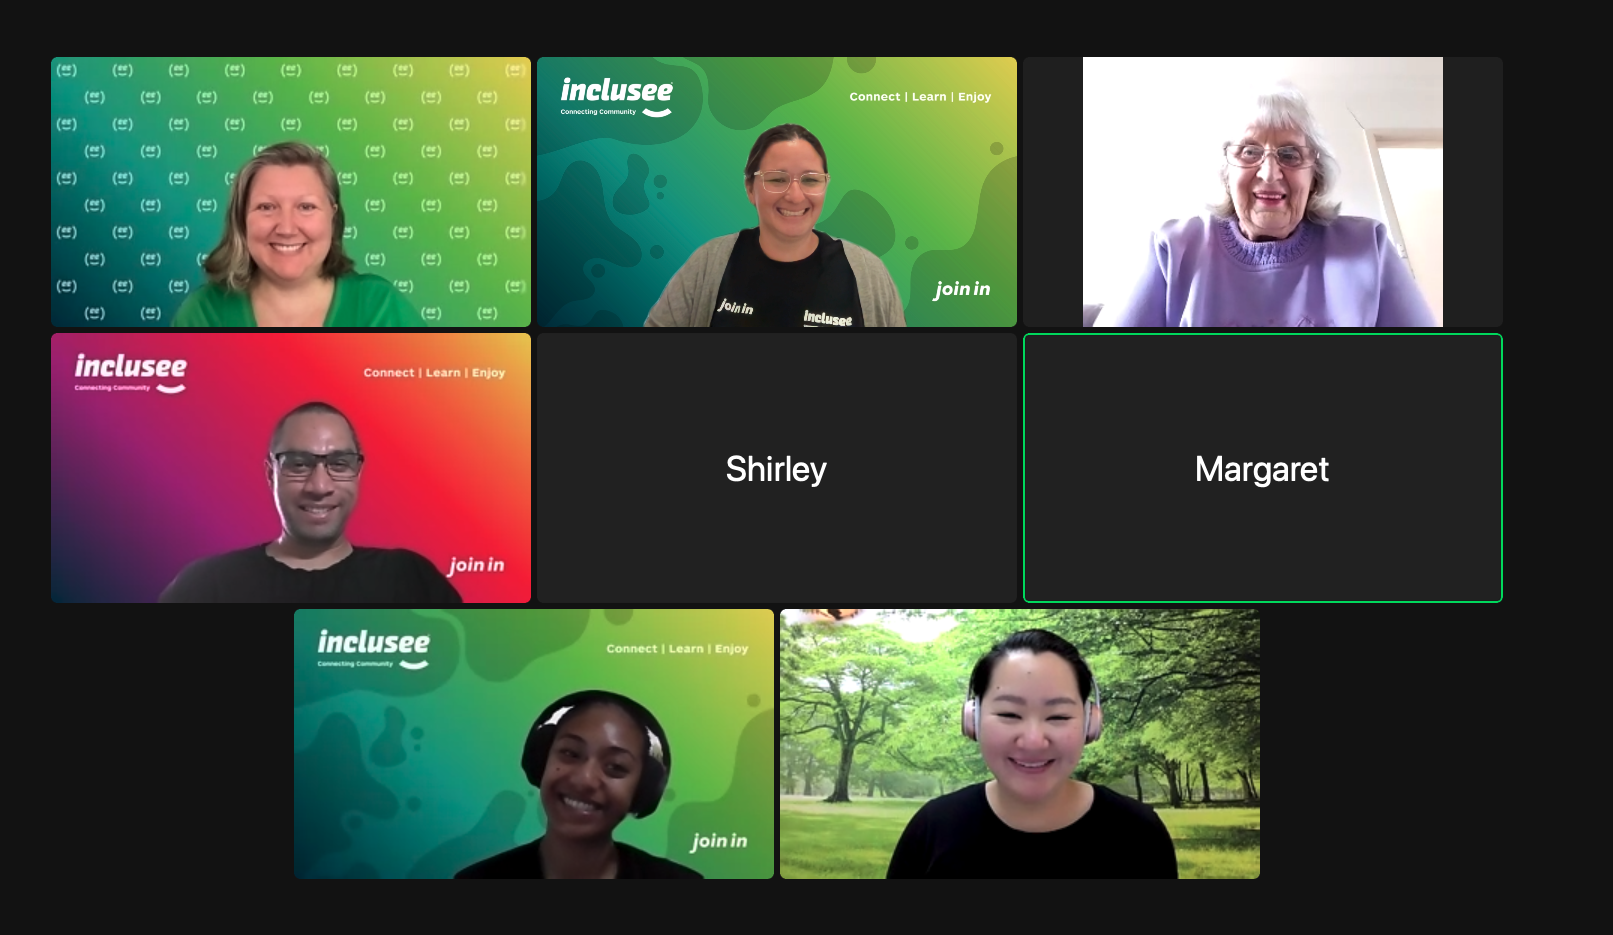 inclusee
Connecting Community
Connect | Learn | Enjoy
join in
join in
inclusee
inclusee
Connecting Community
Connect | Learn | Enjoy
join in
Shirley
Margaret
inclusee
Connecting Community
Connect | Learn | Enjoy
join in